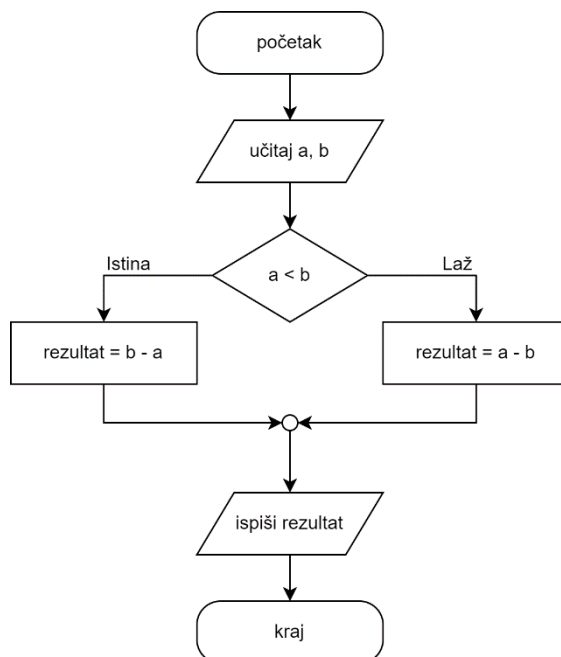 početak
učitaj a, b
a < b
Istina
Laž
rezultat = b - a
rezultat = a - b
ispiši rezultat
kraj